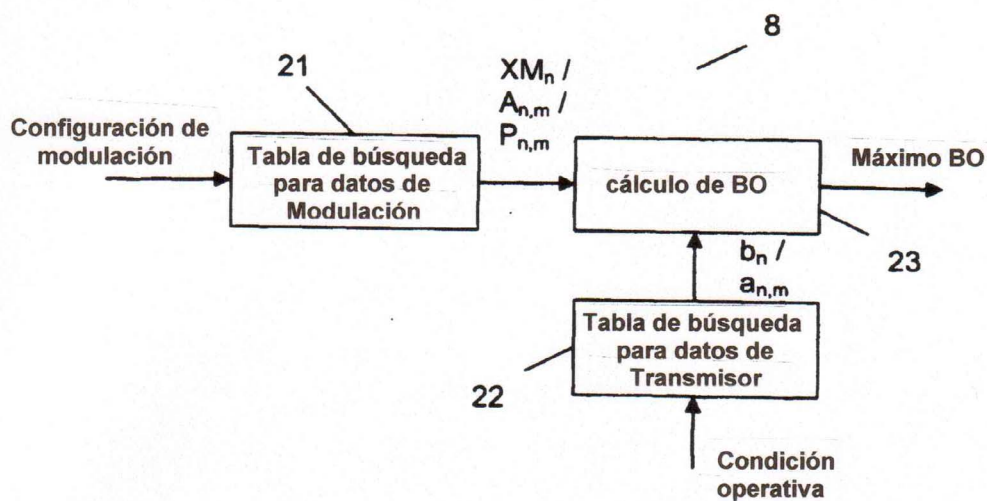 8
21
XMₙ /
Aₙ,ₘ /
Pₙ,ₘ
Configuración de
modulación
Tabla de búsqueda
para datos de
Modulación
cálculo de BO
Máximo BO
23
bₙ /
aₙ,ₘ
Tabla de búsqueda
para datos de
Transmisor
22
Condición
operativa